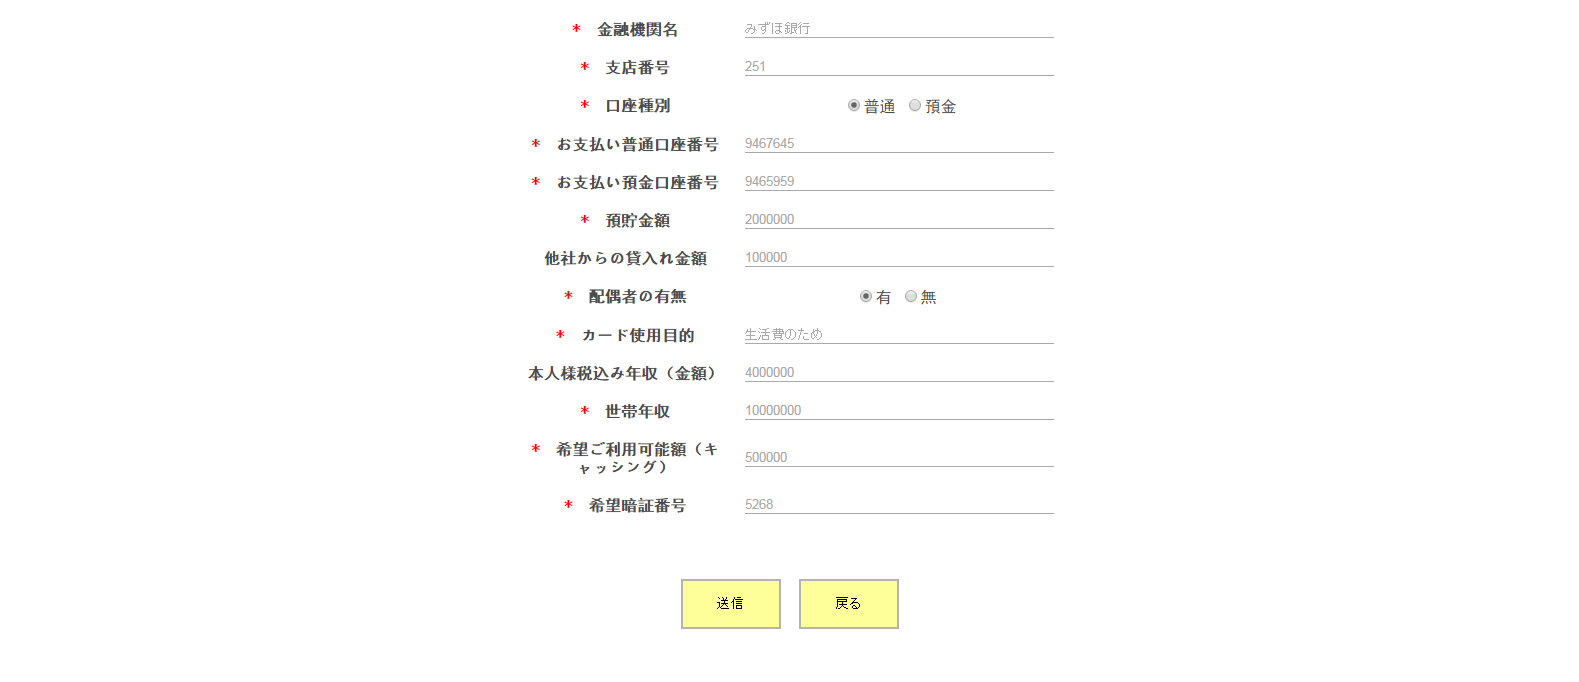 * 金融機関名 みずほ銀行
* 支店番号 251
* 口座種別 普通 預金
* お支払い普通口座番号 9467645
* お支払い預金口座番号 9465959
* 預貯金額 2000000
他社からの貸入れ金額 100000
* 配偶者の有無 有 無
* カード使用目的 生活費のため
本人様税込み年収（金額） 4000000
* 世帯年収 10000000
* 希望ご利用可能額（キ
ャッシング） 500000
* 希望暗証番号 5268
送信 戻る